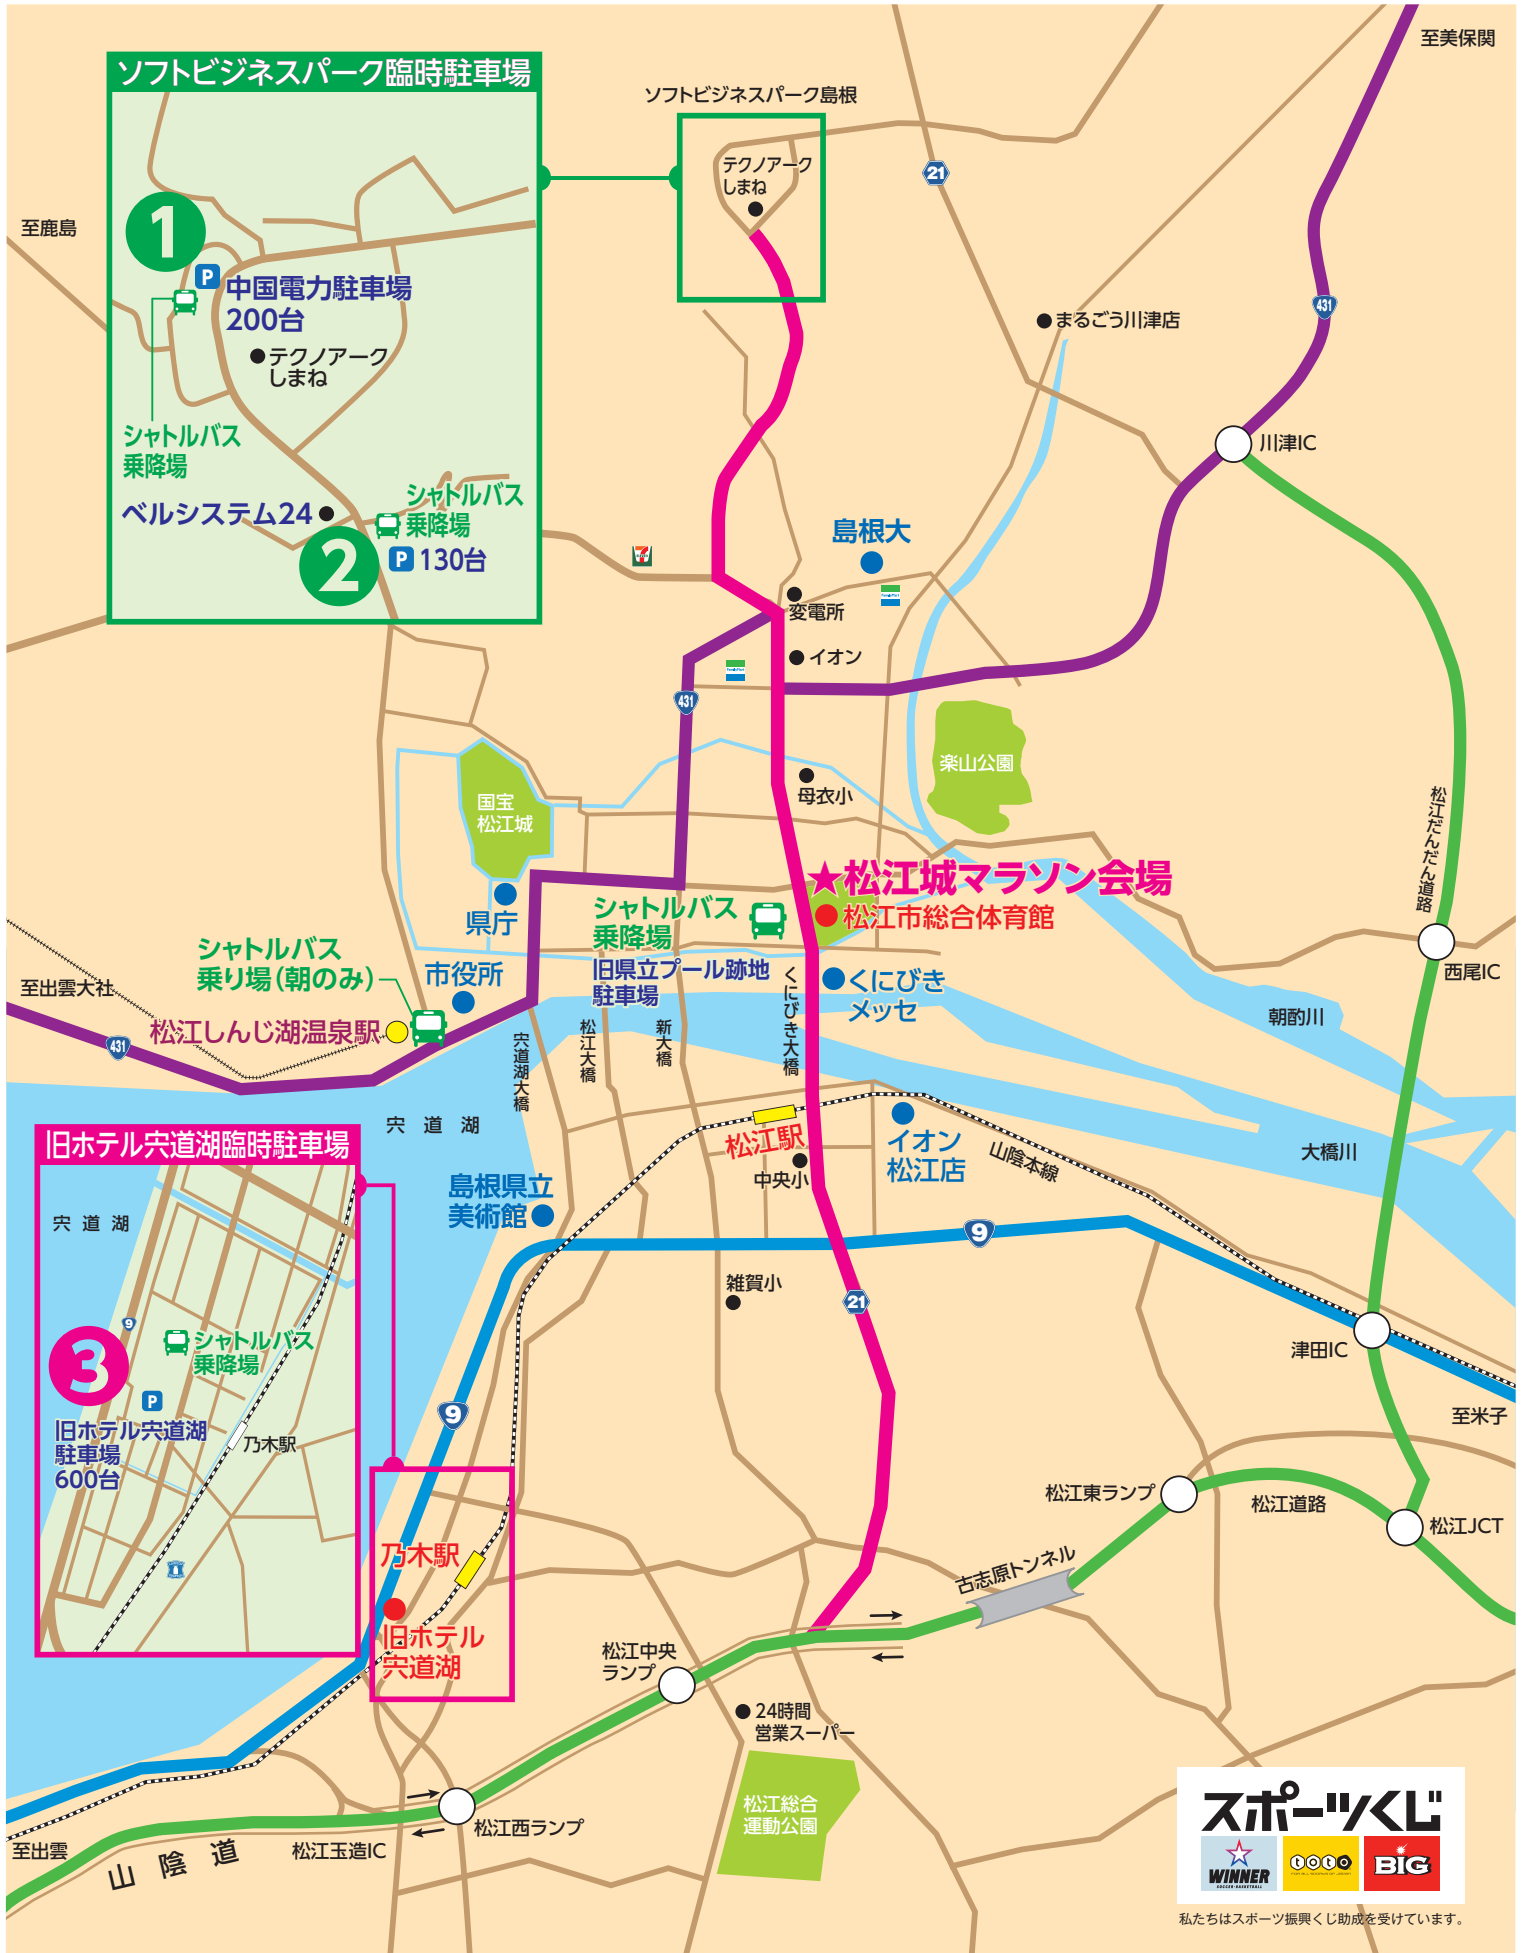 至美保関
ソフトビジネスパーク臨時駐車場
ソフトビジネスパーク島根
テクノアーク
しまね
21
至鹿島
1
P
中国電力駐車場
200台
テクノアーク
しまね
シャトルバス
乗降場
ベルシステム24
シャトルバス
乗降場
2
P
130台
431
まるごう川津店
川津IC
7
島根大
FamilyMart
変電所
イオン
FamilyMart
431
楽山公園
国宝
松江城
母衣小
松江だんだん道路
★松江城マラソン会場
松江市総合体育館
県庁
シャトルバス
乗降場
旧県立プール跡地
駐車場
シャトルバス
乗り場(朝のみ)
市役所
くにびき
メッセ
くにびき大橋
西尾IC
至出雲大社
松江しんじ湖温泉駅
431
宍道湖大橋
松江大橋
新大橋
朝酌川
宍道湖
大橋川
松江駅
中央小
イオン
松江店
山陰本線
旧ホテル宍道湖臨時駐車場
宍道湖
島根県立
美術館
9
雑賀小
21
9
シャトルバス
乗降場
3
P
旧ホテル宍道湖
駐車場
600台
乃木駅
9
津田IC
至米子
松江東ランプ
松江道路
松江JCT
乃木駅
旧ホテル
宍道湖
古志原トンネル
松江中央
ランプ
24時間
営業スーパー
松江総合
運動公園
松江西ランプ
至出雲
山陰道
松江玉造IC
スポーツくじ
WINNER
SOCCER・BASKETBALL
toto
BIG
私たちはスポーツ振興くじ助成を受けています。